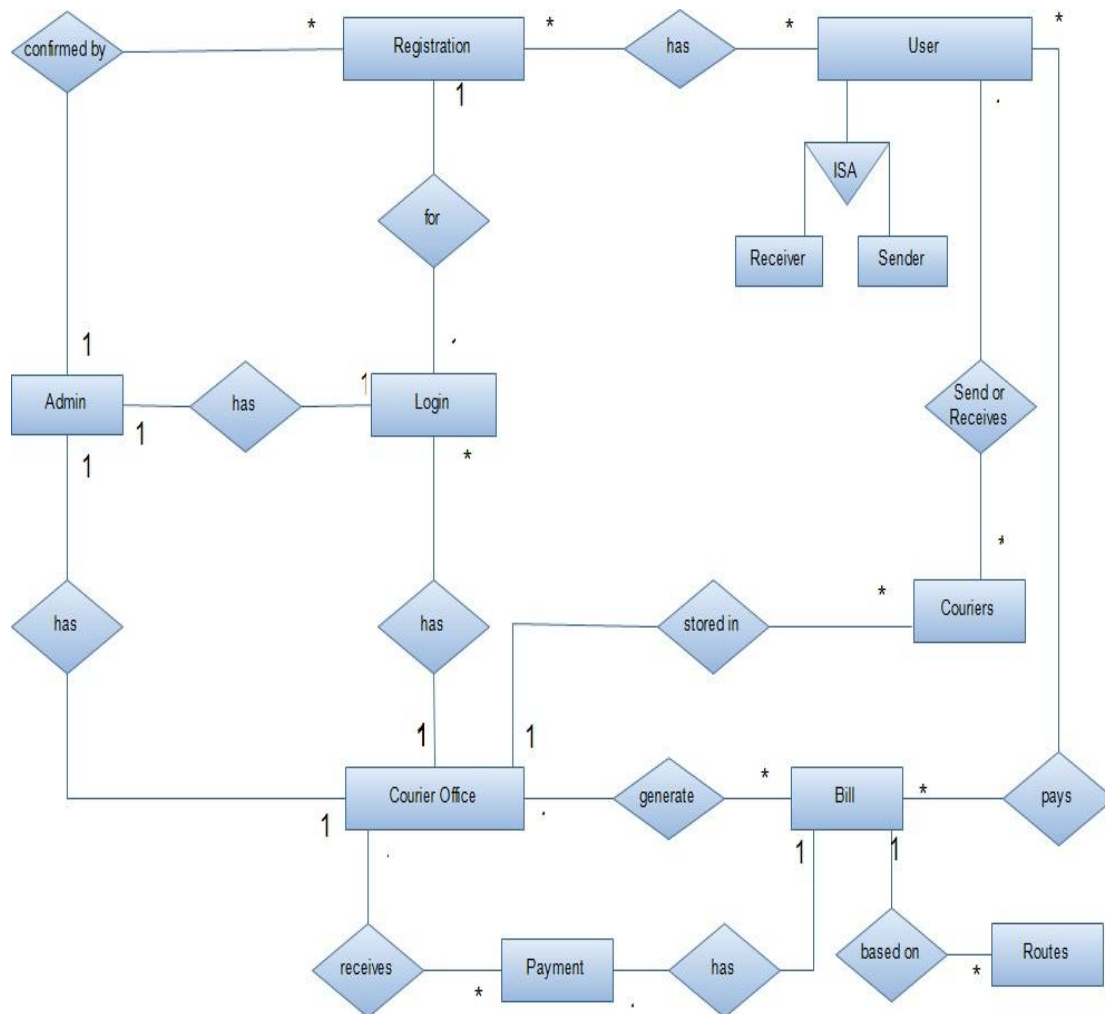 * * * *
confirmed by Registration has User
1 .
ISA
for
Receiver Sender
1 . 
1
Admin has Login Send or
Receives
1
1 *
*
* Couriers
has has stored in
1 1
* *
Courier Office generate Bill pays
1 . . 1 1
receives Payment has based on Routes
* . *